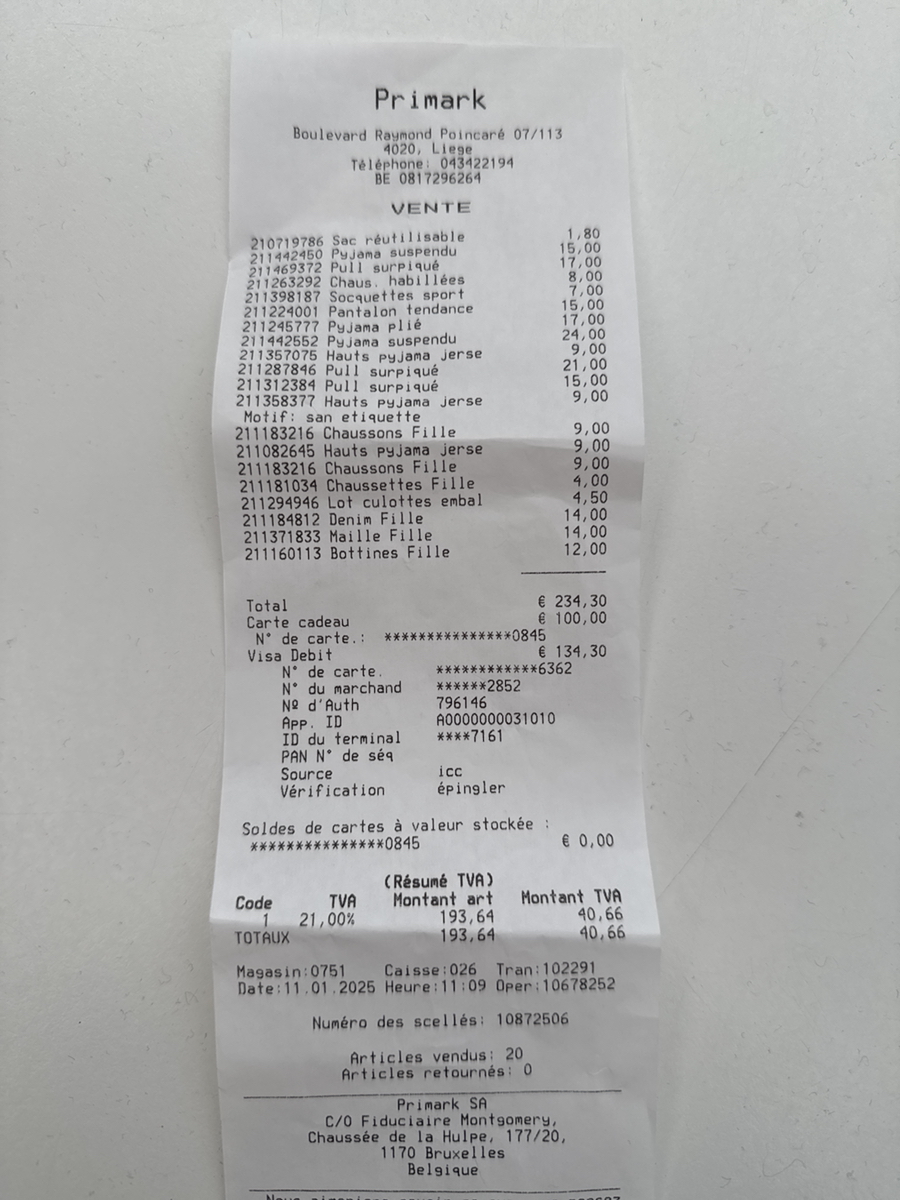 Primark
Boulevard Raymond Poincaré 07/113
4020, Liege
Téléphone: 043422194
BE 0817296264
VENTE
210719786 Sac réutilisable 1,80
211442450 Pyjama suspendu 15,00
211469372 Pull surpiqué 17,00
211263292 Chaus. habillées 8,00
211398187 Socquettes sport 7,00
211224001 Pantalon tendance 15,00
211245777 Pyjama plié 17,00
211442552 Pyjama suspendu 24,00
211357075 Hauts pyjama jerse 9,00
211287846 Pull surpiqué 21,00
211312384 Pull surpiqué 15,00
211358377 Hauts pyjama jerse 9,00
Motif: san etiquette
211183216 Chaussons Fille 9,00
211082645 Hauts pyjama jerse 9,00
211183216 Chaussons Fille 9,00
211181034 Chaussettes Fille 4,00
211294946 Lot culottes embal 4,50
211184812 Denim Fille 14,00
211371833 Maille Fille 14,00
211160113 Bottines Fille 12,00
Total € 234,30
Carte cadeau € 100,00
N° de carte.: ***************0845
Visa Debit € 134,30
N° de carte. ************6362
N° du marchand ******2852
Nº d'Auth 796146
App. ID A0000000031010
ID du terminal ****7161
PAN N° de séq
Source icc
Vérification épingler
Soldes de cartes à valeur stockée :
***************0845 € 0,00
(Résumé TVA)
Code TVA Montant art Montant TVA
1 21,00% 193,64 40,66
TOTAUX 193,64 40,66
Magasin:0751 Caisse:026 Tran:102291
Date:11.01.2025 Heure:11:09 Oper:10678252
Numéro des scellés: 10872506
Articles vendus: 20
Articles retournés: 0
Primark SA
C/O Fiduciaire Montgomery,
Chaussée de la Hulpe, 177/20,
1170 Bruxelles
Belgique